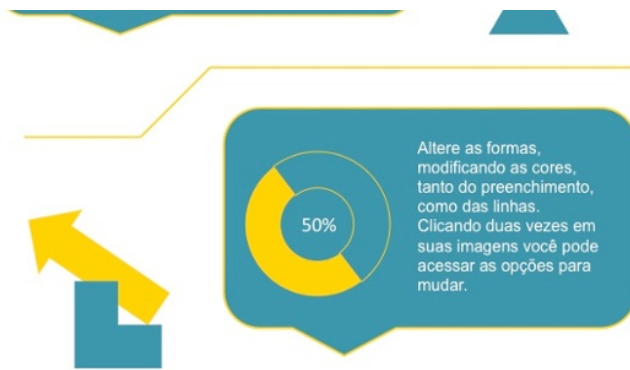 50%
Altere as formas,
modificando as cores,
tanto do preenchimento,
como das linhas.
Clicando duas vezes em
suas imagens você pode
acessar as opções para
mudar.